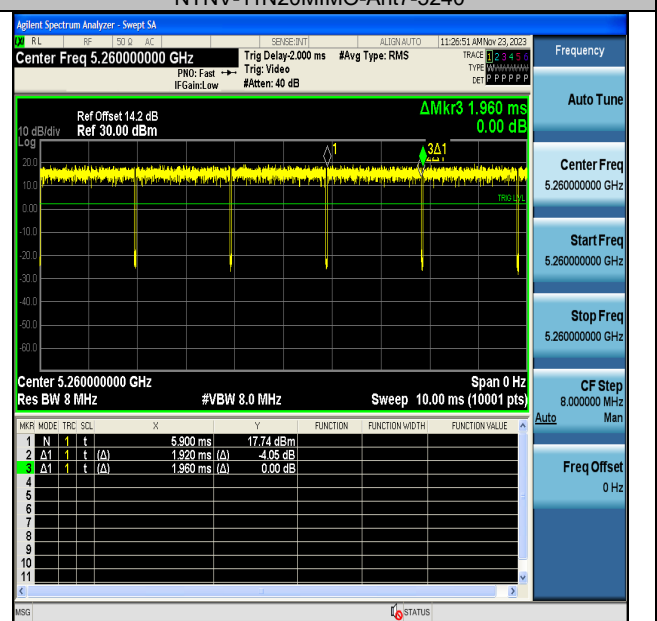 NTNV-11N20MIMO-Ant7-5240
Agilent Spectrum Analyzer - Swept SA
RL RF 50 Ω AC SENSE:INT ALIGN AUTO 11:26:51 AM Nov 23, 2023
Center Freq 5.260000000 GHz
PNO: Fast
IFGain:Low
Trig Delay-2.000 ms
Trig: Video
#Atten: 40 dB
#Avg Type: RMS
TRACE 1 2 3 4 5 6
TYPE
DET P P P P P P
Ref Offset 14.2 dB
10 dB/div Ref 30.00 dBm
Log
ΔMkr3 1.960 ms
0.00 dB
20.0
10.0
0.00
-10.0
-20.0
-30.0
-40.0
-50.0
-60.0
1
3Δ1
TRIG LVL
Center 5.260000000 GHz Span 0 Hz
Res BW 8 MHz #VBW 8.0 MHz Sweep 10.00 ms (10001 pts)
MKR MODE TRC SCL X Y FUNCTION FUNCTION WIDTH FUNCTION VALUE
1 N 1 t 5.900 ms 17.74 dBm
2 Δ1 1 t (Δ) 1.920 ms (Δ) -4.05 dB
3 Δ1 1 t (Δ) 1.960 ms (Δ) 0.00 dB
4
5
6
7
8
9
10
11
MSG STATUS
Frequency
Auto Tune
Center Freq
5.260000000 GHz
Start Freq
5.260000000 GHz
Stop Freq
5.260000000 GHz
CF Step
8.000000 MHz
Auto Man
Freq Offset
0 Hz